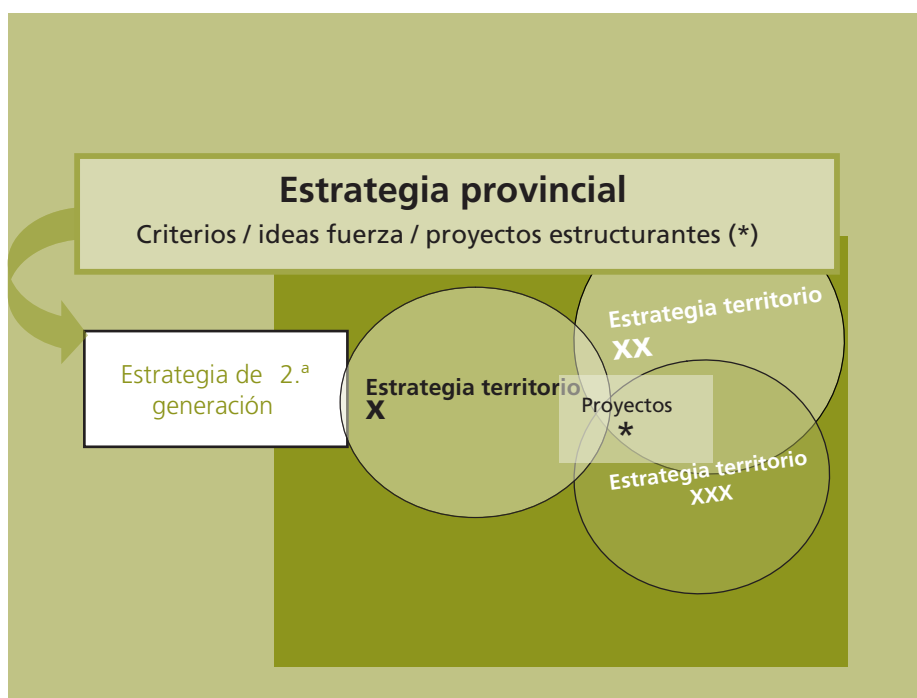 Estrategia provincial
Criterios / ideas fuerza / proyectos estructurantes (*)
Estrategia de 2.ª
generación
Estrategia territorio
X
Estrategia territorio
XX
Proyectos
*
Estrategia territorio
XXX